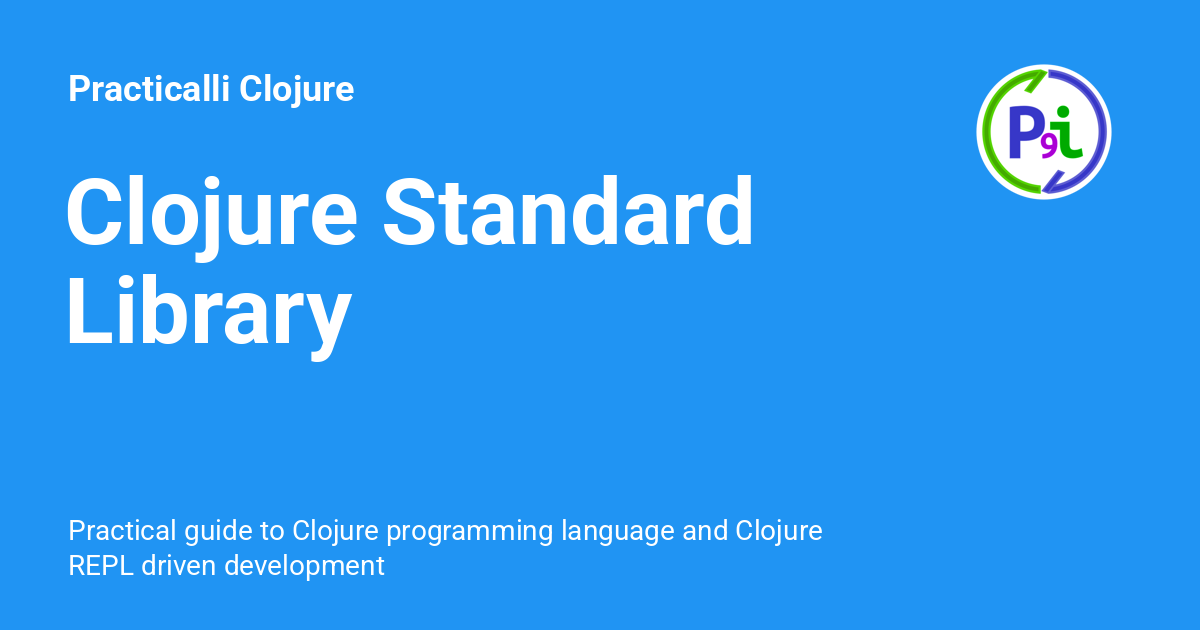 Practicalli Clojure
P9i
Clojure Standard
Library
Practical guide to Clojure programming language and Clojure
REPL driven development